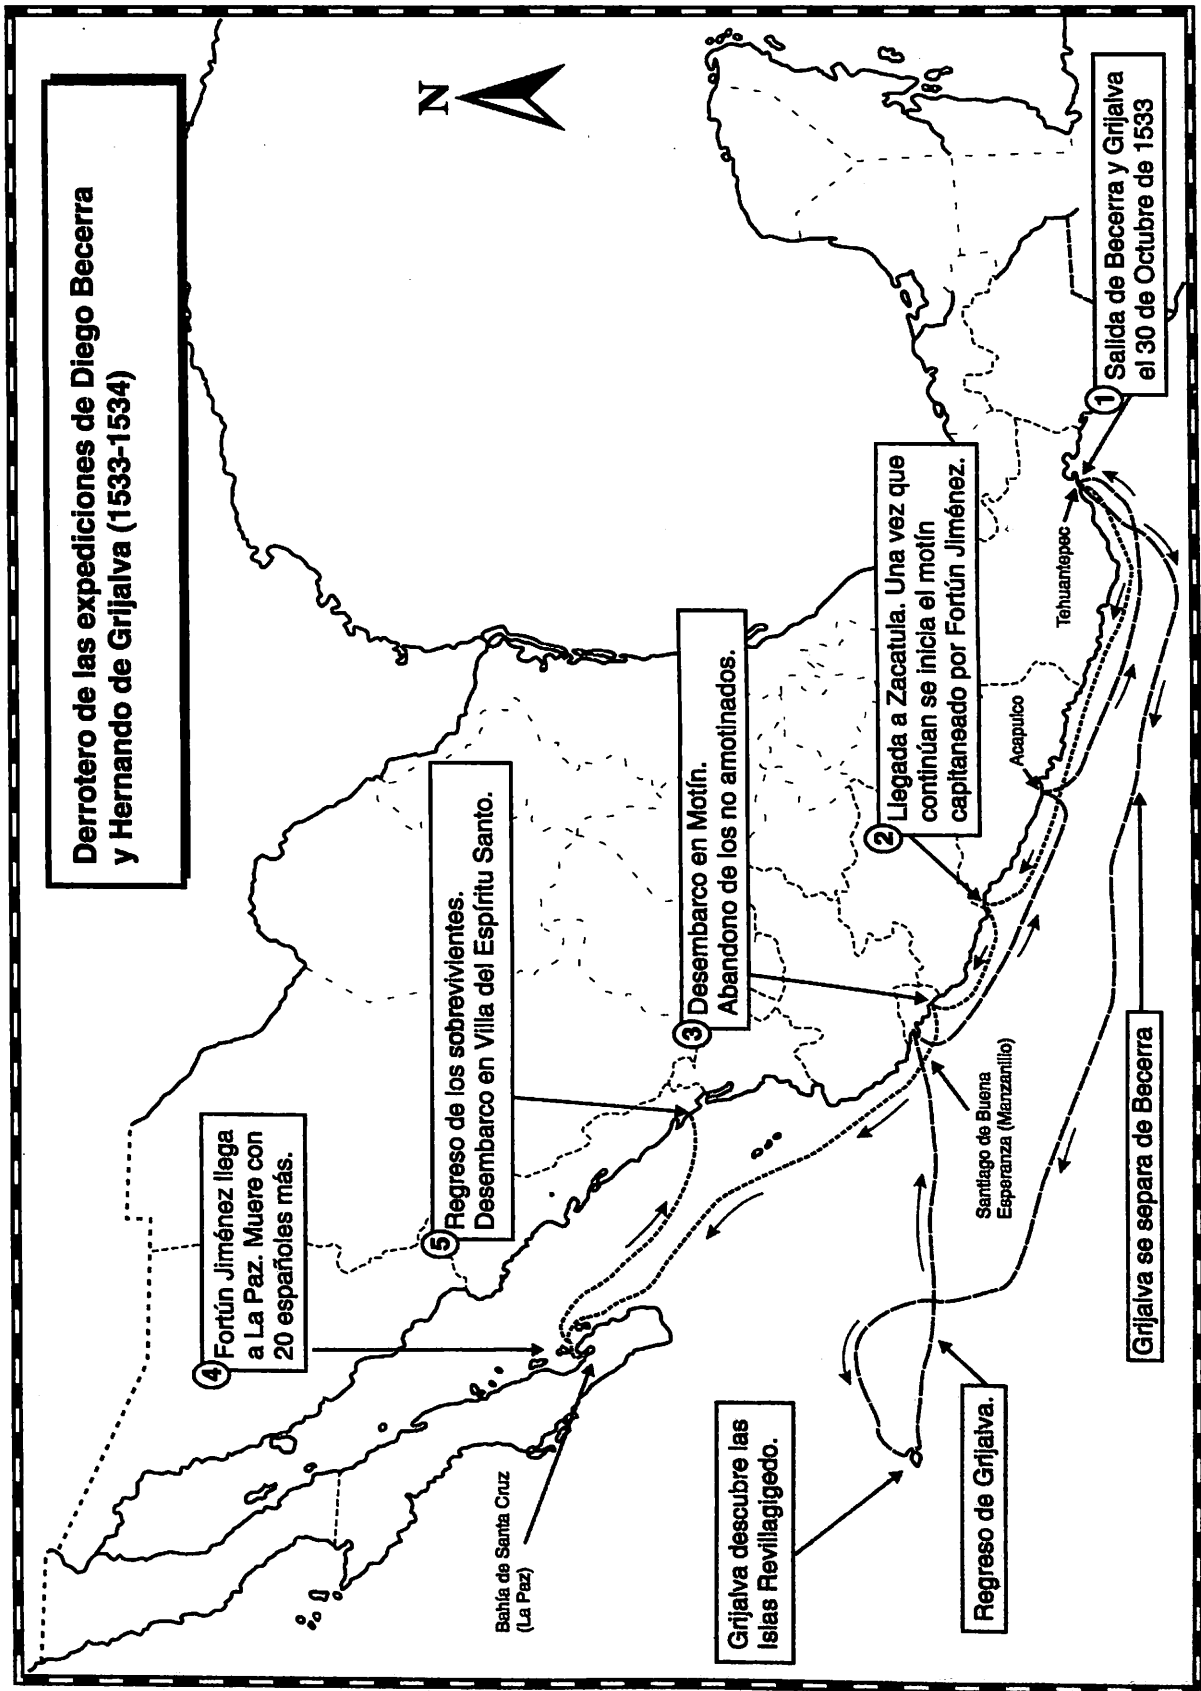 Derrotero de las expediciones de Diego Becerra
y Hernando de Grijalva (1533-1534)
N
4
Fortún Jiménez llega
a La Paz. Muere con
20 españoles más.
5
Regreso de los sobrevivientes.
Desembarco en Villa del Espíritu Santo.
3
Desembarco en Motín.
Abandono de los no amotinados.
2
Llegada a Zacatula. Una vez que
continúan se inicia el motín
capitaneado por Fortún Jiménez.
1
Salida de Becerra y Grijalva
el 30 de Octubre de 1533
Bahía de Santa Cruz
(La Paz)
Acapulco
Tehuantepec
Santiago de Buena
Esperanza (Manzanillo)
Grijalva descubre las
Islas Revillagigedo.
Regreso de Grijalva.
Grijalva se separa de Becerra